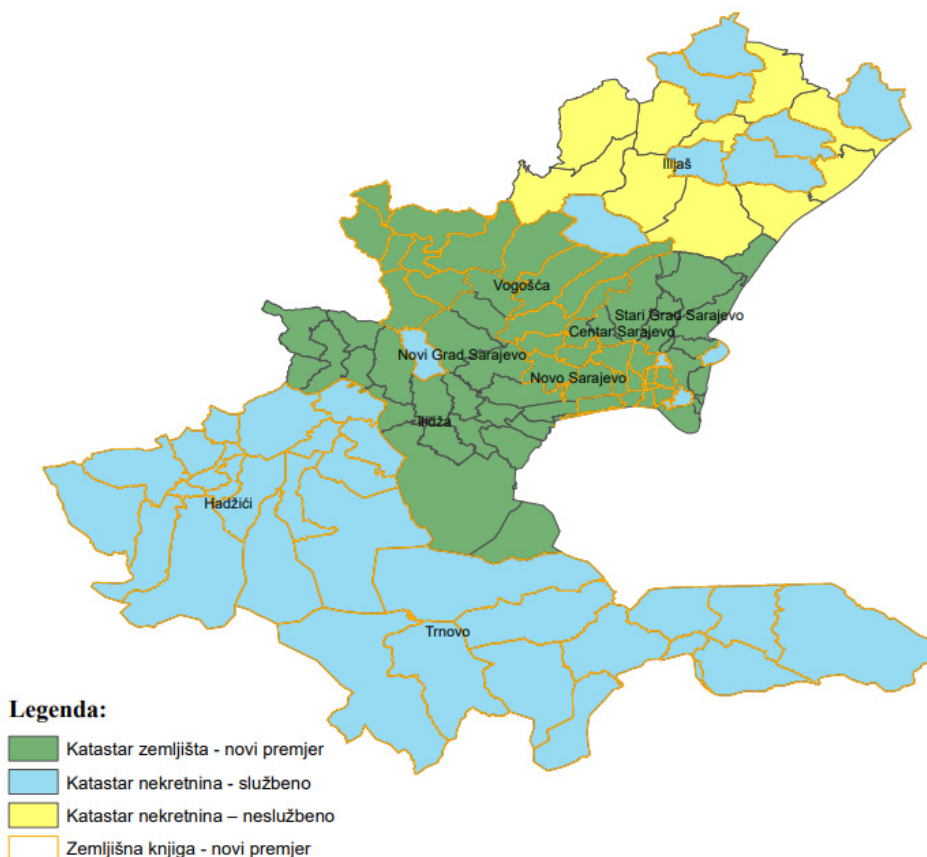 Ilijaš
Vogošća
Stari Grad Sarajevo
Centar Sarajevo
Novi Grad Sarajevo
Novo Sarajevo
Ilidža
Hadžići
Trnovo
Legenda:
Katastar zemljišta - novi premjer
Katastar nekretnina - službeno
Katastar nekretnina – neslužbeno
Zemljišna knjiga - novi premjer